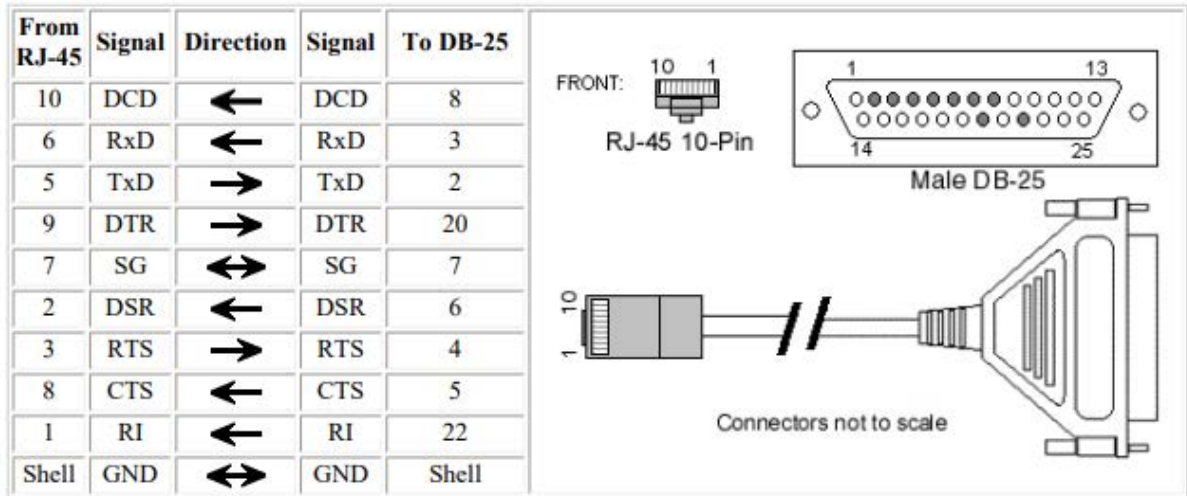 From RJ-45 Signal Direction Signal To DB-25
10 DCD ← DCD 8
6 RxD ← RxD 3
5 TxD → TxD 2
9 DTR → DTR 20
7 SG ↔ SG 7
2 DSR ← DSR 6
3 RTS → RTS 4
8 CTS ← CTS 5
1 RI ← RI 22
Shell GND ↔ GND Shell
FRONT:
10 1
RJ-45 10-Pin
1 13
14 25
Male DB-25
10
1
Connectors not to scale